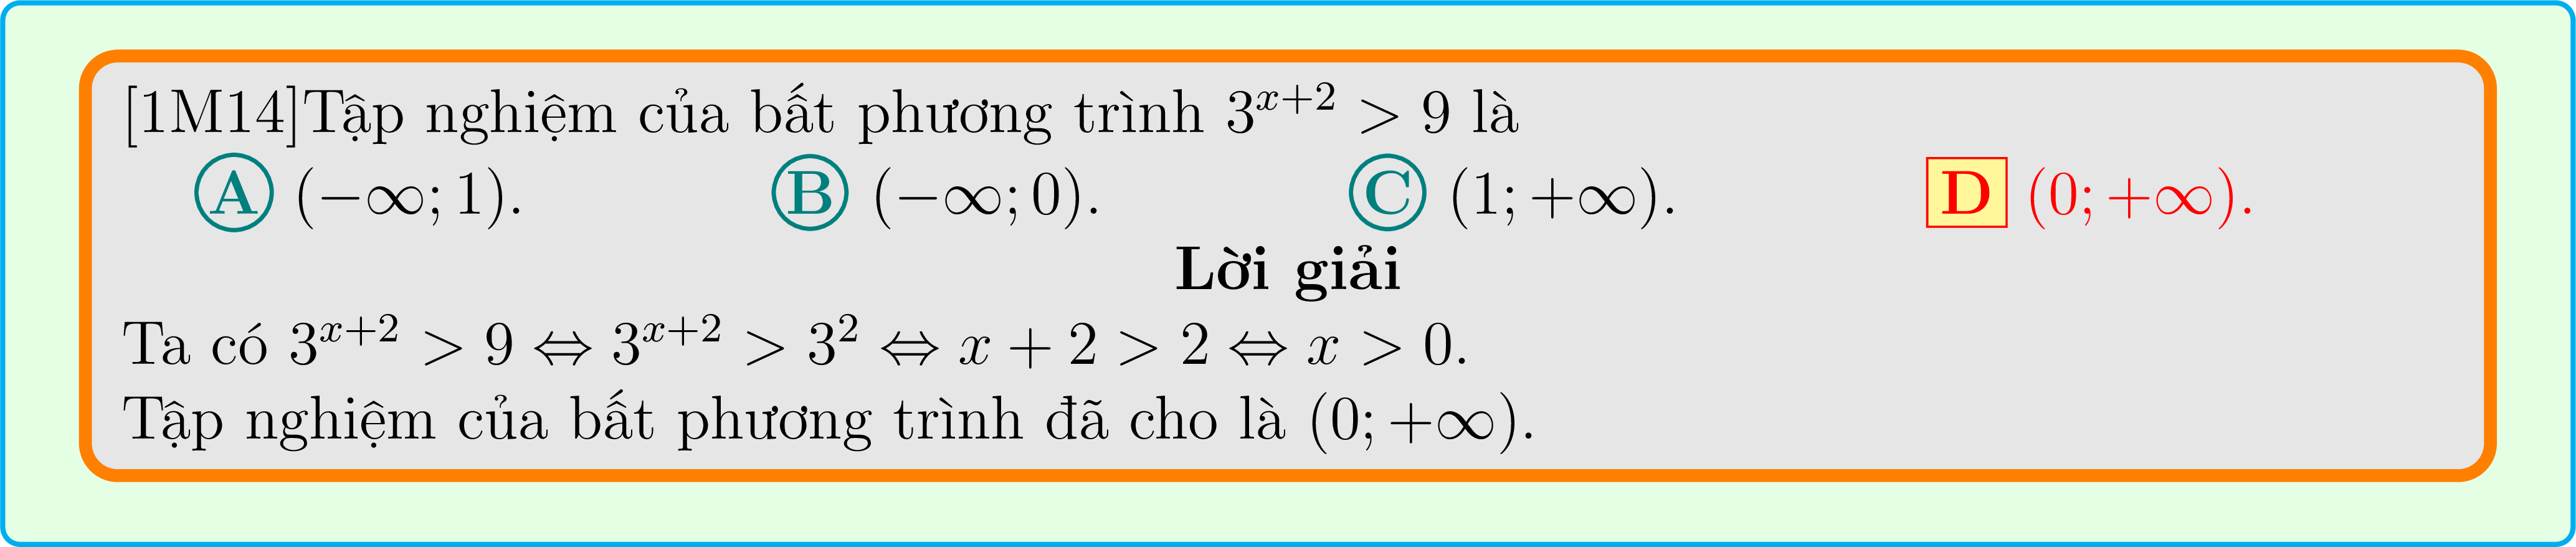 [1M14]Tập nghiệm của bất phương trình $3^{x+2} > 9$ là
A $(-\infty; 1)$. B $(-\infty; 0)$. C $(1; +\infty)$. D $(0; +\infty)$.
Lời giải
Ta có $3^{x+2} > 9 \Leftrightarrow 3^{x+2} > 3^2 \Leftrightarrow x + 2 > 2 \Leftrightarrow x > 0$.
Tập nghiệm của bất phương trình đã cho là $(0; +\infty)$.